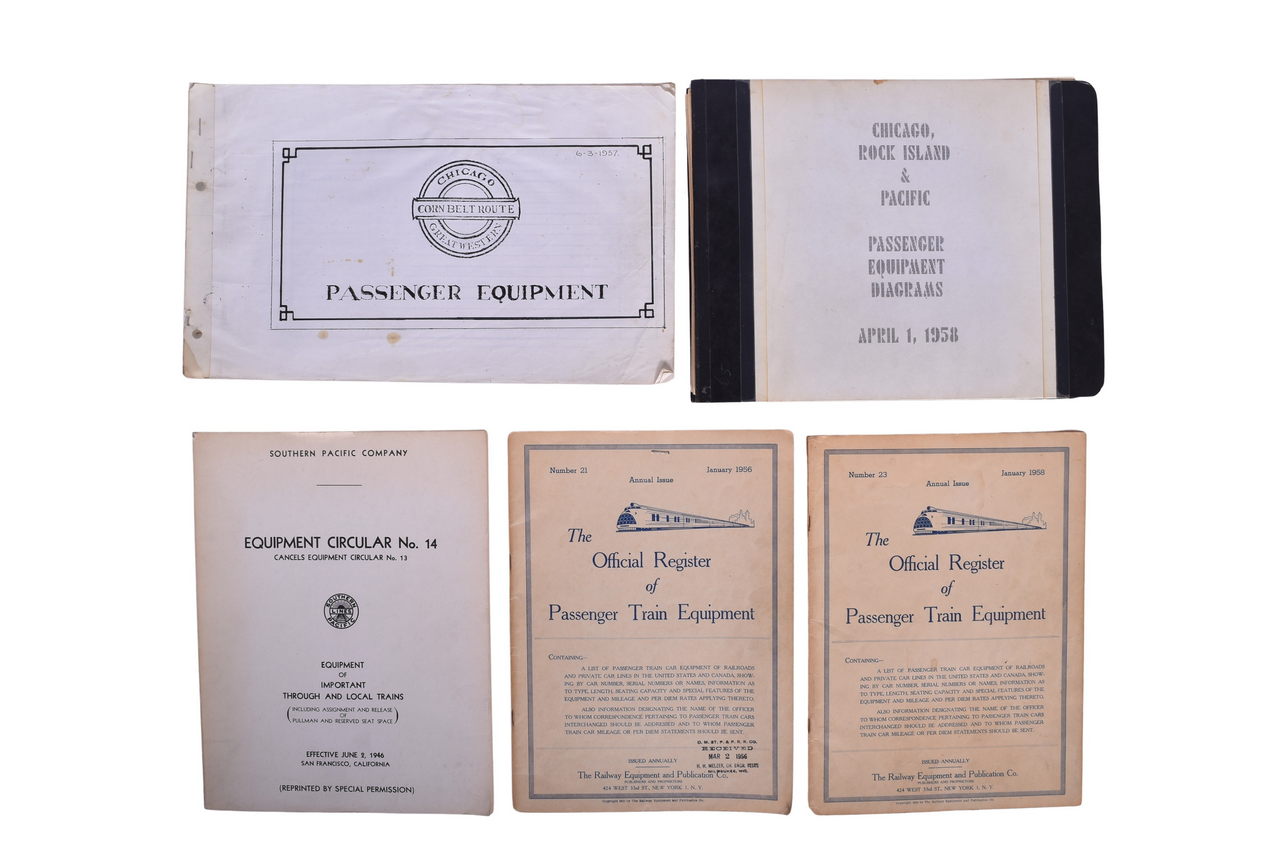 6-3-1957.
CHICAGO
CORN BELT ROUTE
GREAT WESTERN
PASSENGER EQUIPMENT
CHICAGO,
ROCK ISLAND
&
PACIFIC
PASSENGER
EQUIPMENT
DIAGRAMS
APRIL 1, 1958
SOUTHERN PACIFIC COMPANY
EQUIPMENT CIRCULAR No. 14
CANCELS EQUIPMENT CIRCULAR No. 13
SOUTHERN
LINES
PACIFIC
EQUIPMENT
OF
IMPORTANT
THROUGH AND LOCAL TRAINS
(INCLUDING ASSIGNMENT AND RELEASE
OF
PULLMAN AND RESERVED SEAT SPACE)
EFFECTIVE JUNE 2, 1946
SAN FRANCISCO, CALIFORNIA
(REPRINTED BY SPECIAL PERMISSION)
Number 21 January 1956
Annual Issue
The
Official Register
of
Passenger Train Equipment
CONTAINING—
A LIST OF PASSENGER TRAIN CAR EQUIPMENT OF RAILROADS
AND PRIVATE CAR LINES IN THE UNITED STATES AND CANADA, SHOW-
ING BY CAR NUMBER, SERIAL NUMBERS OR NAMES, INFORMATION AS
TO TYPE, LENGTH, SEATING CAPACITY AND SPECIAL FEATURES OF THE
EQUIPMENT AND MILEAGE AND PER DIEM RATES APPLYING THERETO.
ALSO INFORMATION DESIGNATING THE NAME OF THE OFFICER
TO WHOM CORRESPONDENCE PERTAINING TO PASSENGER TRAIN CARS
INTERCHANGED SHOULD BE ADDRESSED AND TO WHOM PASSENGER
TRAIN CAR MILEAGE OR PER DIEM STATEMENTS SHOULD BE SENT.
C. M. ST. P. & P. R. R. CO.
RECEIVED
MAR 2 1956
ISSUED ANNUALLY
The Railway Equipment and Publication Co.
PUBLISHERS AND PROPRIETORS
424 WEST 33rd ST., NEW YORK 1, N. Y.
Number 23 January 1958
Annual Issue
The
Official Register
of
Passenger Train Equipment
CONTAINING—
A LIST OF PASSENGER TRAIN CAR EQUIPMENT OF RAILROADS
AND PRIVATE CAR LINES IN THE UNITED STATES AND CANADA, SHOW-
ING BY CAR NUMBER, SERIAL NUMBERS OR NAMES, INFORMATION AS
TO TYPE, LENGTH, SEATING CAPACITY AND SPECIAL FEATURES OF THE
EQUIPMENT AND MILEAGE AND PER DIEM RATES APPLYING THERETO.
ALSO INFORMATION DESIGNATING THE NAME OF THE OFFICER
TO WHOM CORRESPONDENCE PERTAINING TO PASSENGER TRAIN CARS
INTERCHANGED SHOULD BE ADDRESSED AND TO WHOM PASSENGER
TRAIN CAR MILEAGE OR PER DIEM STATEMENTS SHOULD BE SENT.
ISSUED ANNUALLY
The Railway Equipment and Publication Co.
PUBLISHERS AND PROPRIETORS
424 WEST 33rd ST., NEW YORK 1, N. Y.